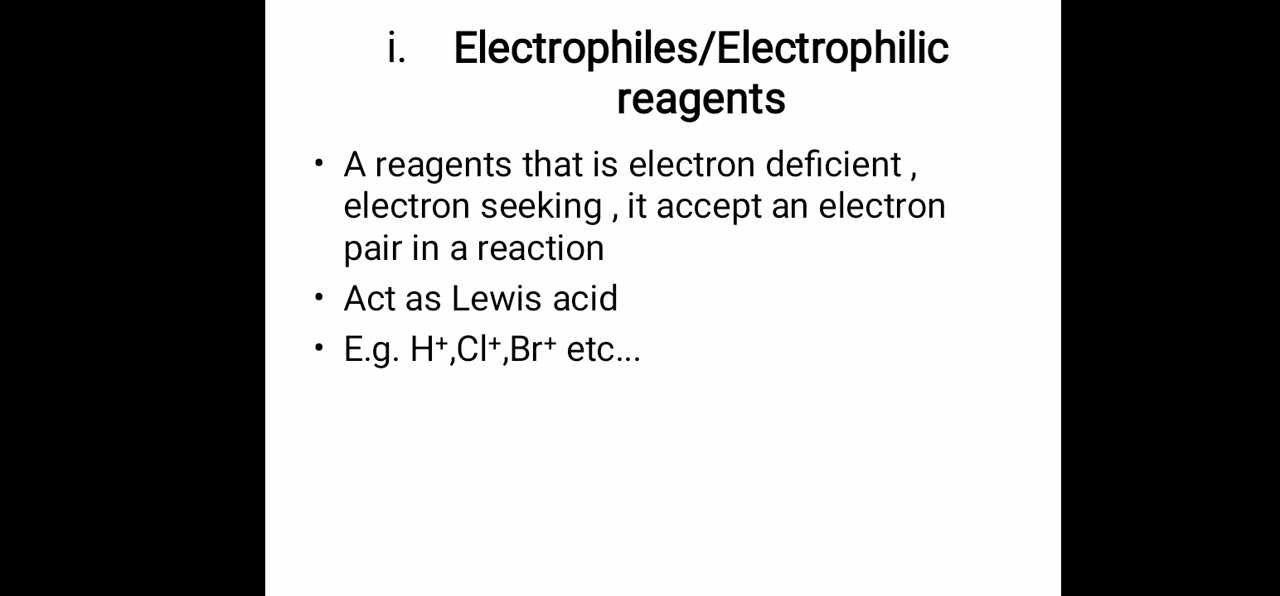 i. Electrophiles/Electrophilic
reagents
• A reagents that is electron deficient ,
electron seeking , it accept an electron
pair in a reaction
• Act as Lewis acid
• E.g. H⁺,Cl⁺,Br⁺ etc...